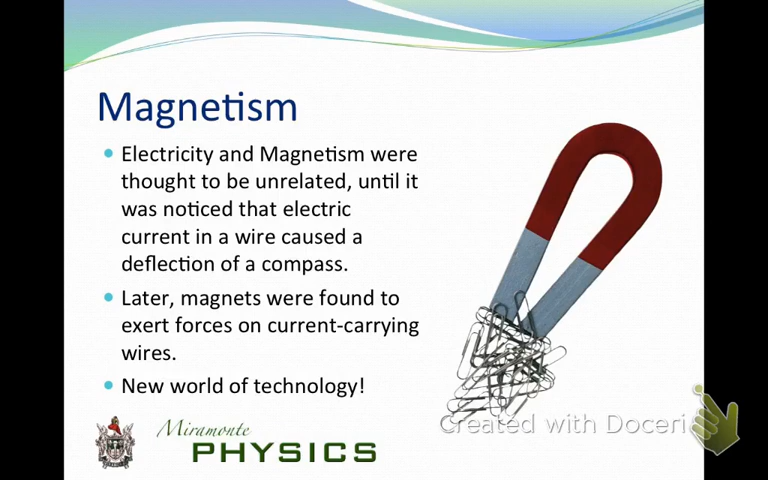 Magnetism
Electricity and Magnetism were
thought to be unrelated, until it
was noticed that electric
current in a wire caused a
deflection of a compass.
Later, magnets were found to
exert forces on current-carrying
wires.
New world of technology!
Miramonte
PHYSICS
Created with Doceri